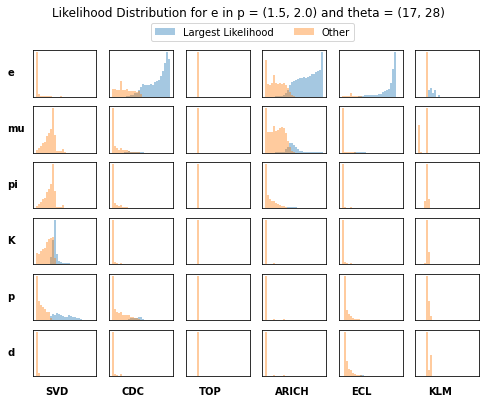 Likelihood Distribution for e in p = (1.5, 2.0) and theta = (17, 28)
Largest Likelihood Other
e
mu
pi
K
p
d
SVD CDC TOP ARICH ECL KLM